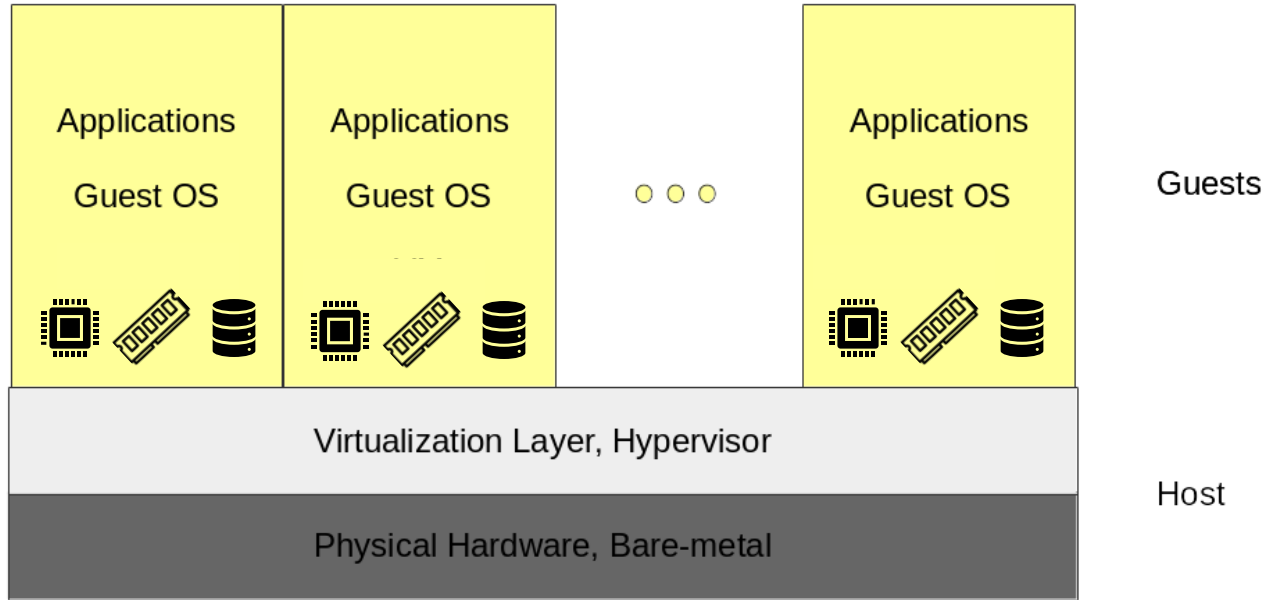 Applications
Guest OS
Applications
Guest OS
Applications
Guest OS
Guests
Virtualization Layer, Hypervisor
Host
Physical Hardware, Bare-metal